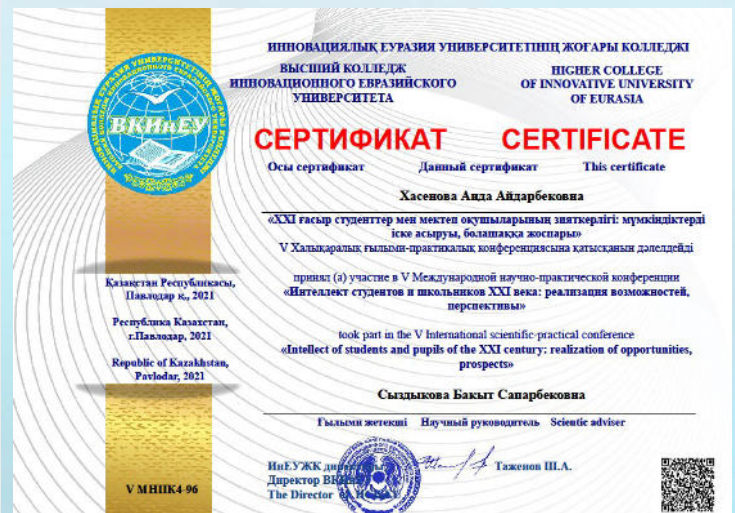 ИННОВАЦИЯЛЫҚ ЕУРАЗИЯ УНИВЕРСИТЕТІНІҢ ЖОҒАРЫ КОЛЛЕДЖІ
ВЫСШИЙ КОЛЛЕДЖ
ИННОВАЦИОННОГО ЕВРАЗИЙСКОГО
УНИВЕРСИТЕТА
HIGHER COLLEGE
OF INNOVATIVE UNIVERSITY
OF EURASIA
ВКИнЕУ
СЕРТИФИКАТ CERTIFICATE
Осы сертификат Данный сертификат This certificate
Хасенова Аида Айдарбековна
«XXI ғасыр студенттер мен мектеп оқушыларының зияткерлігі: мүмкіндіктерді
іске асыруы, болашаққа жоспары»
V Халықаралық ғылыми-практикалық конференциясына қатысқанын дәлелдейді
принял (а) участие в V Международной научно-практической конференции
«Интеллект студентов и школьников XXI века: реализация возможностей,
перспективы»
took part in the V International scientific-practical conference
«Intellect of students and pupils of the XXI century: realization of opportunities,
prospects»
Қазақстан Республикасы,
Павлодар қ., 2021
Республика Казахстан,
г.Павлодар, 2021
Republic of Kazakhstan,
Pavlodar, 2021
Сыздыкова Бакыт Сапарбековна
Ғылыми жетекші Научный руководитель Scientic adviser
ИнЕУЖК
Директор
The Director
Таженов Ш.А.
V МНПК4-96